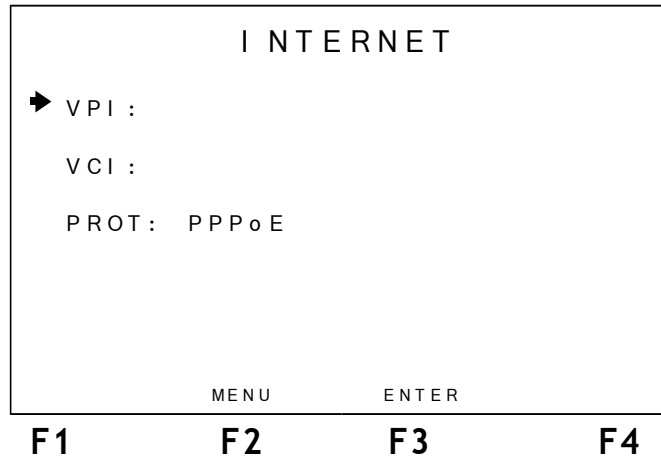 INTERNET
VPI:
VCI:
PROT: PPPoE
MENU ENTER
F1 F2 F3 F4